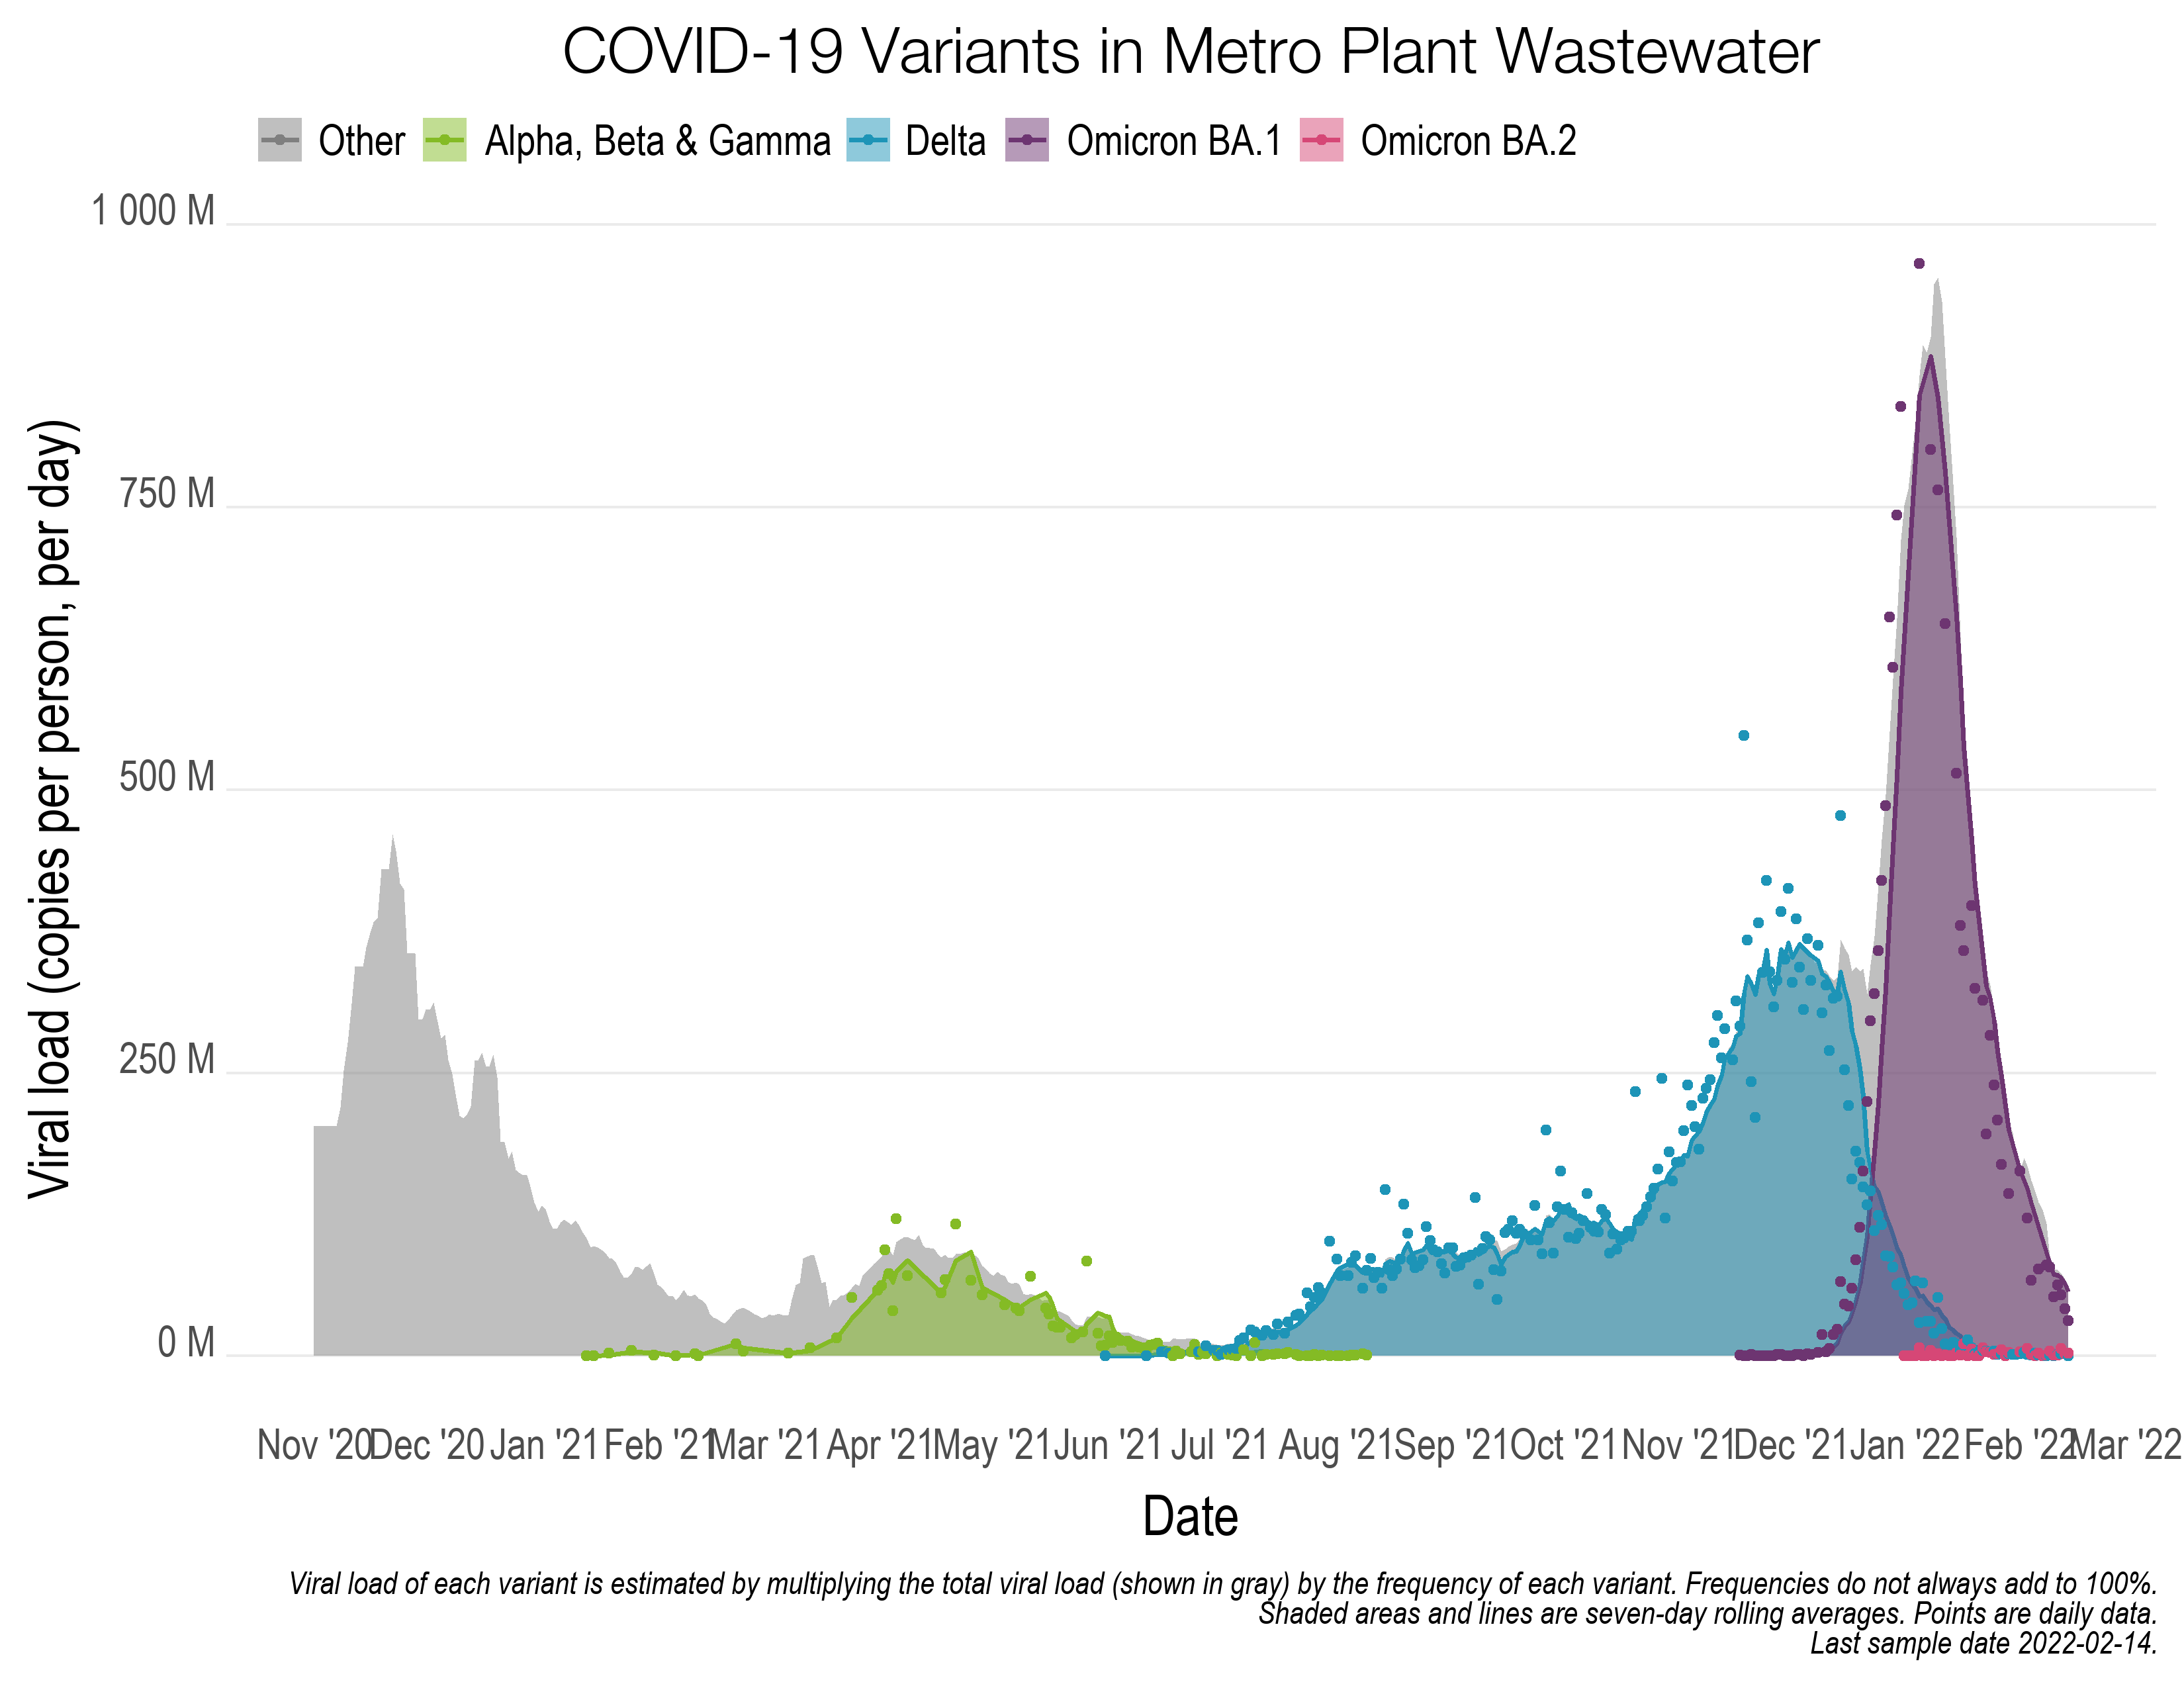 COVID-19 Variants in Metro Plant Wastewater
Other Alpha, Beta & Gamma Delta Omicron BA.1 Omicron BA.2
1 000 M
750 M
500 M
250 M
0 M
Viral load (copies per person, per day)
Nov '20 Dec '20 Jan '21 Feb '21 Mar '21 Apr '21 May '21 Jun '21 Jul '21 Aug '21 Sep '21 Oct '21 Nov '21 Dec '21 Jan '22 Feb '22 Mar '22
Date
Viral load of each variant is estimated by multiplying the total viral load (shown in gray) by the frequency of each variant. Frequencies do not always add to 100%.
Shaded areas and lines are seven-day rolling averages. Points are daily data.
Last sample date 2022-02-14.